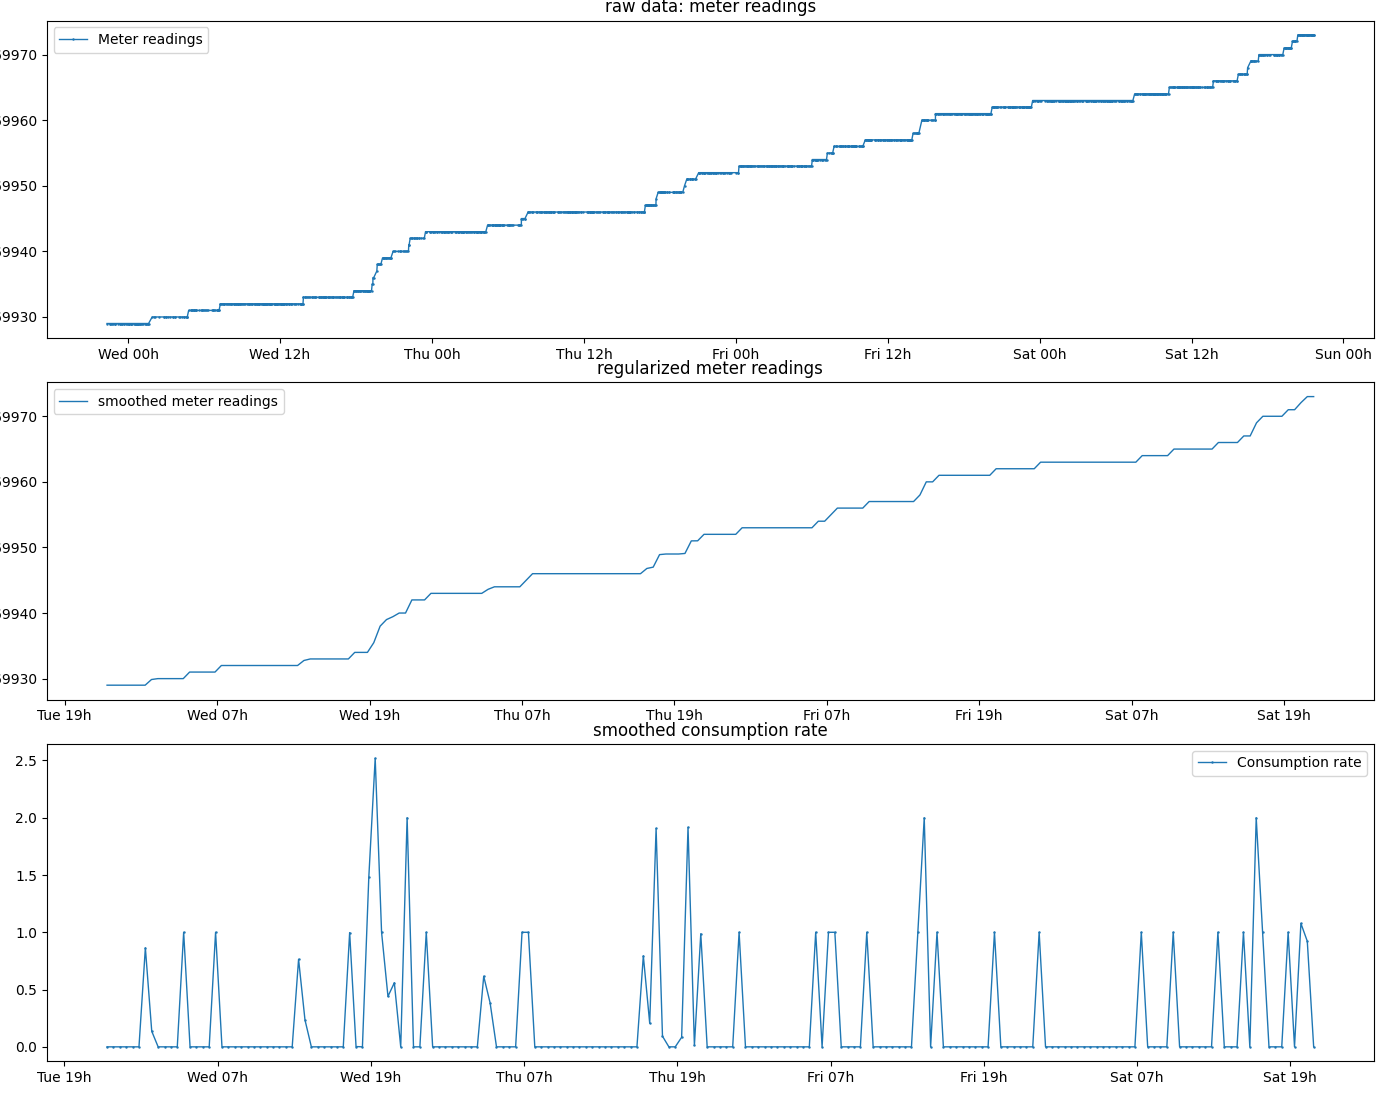 raw data: meter readings
Meter readings
9970
9960
9950
9940
9930
Wed 00h Wed 12h Thu 00h Thu 12h Fri 00h Fri 12h Sat 00h Sat 12h Sun 00h
regularized meter readings
smoothed meter readings
9970
9960
9950
9940
9930
Tue 19h Wed 07h Wed 19h Thu 07h Thu 19h Fri 07h Fri 19h Sat 07h Sat 19h
smoothed consumption rate
Consumption rate
2.5
2.0
1.5
1.0
0.5
0.0
Tue 19h Wed 07h Wed 19h Thu 07h Thu 19h Fri 07h Fri 19h Sat 07h Sat 19h